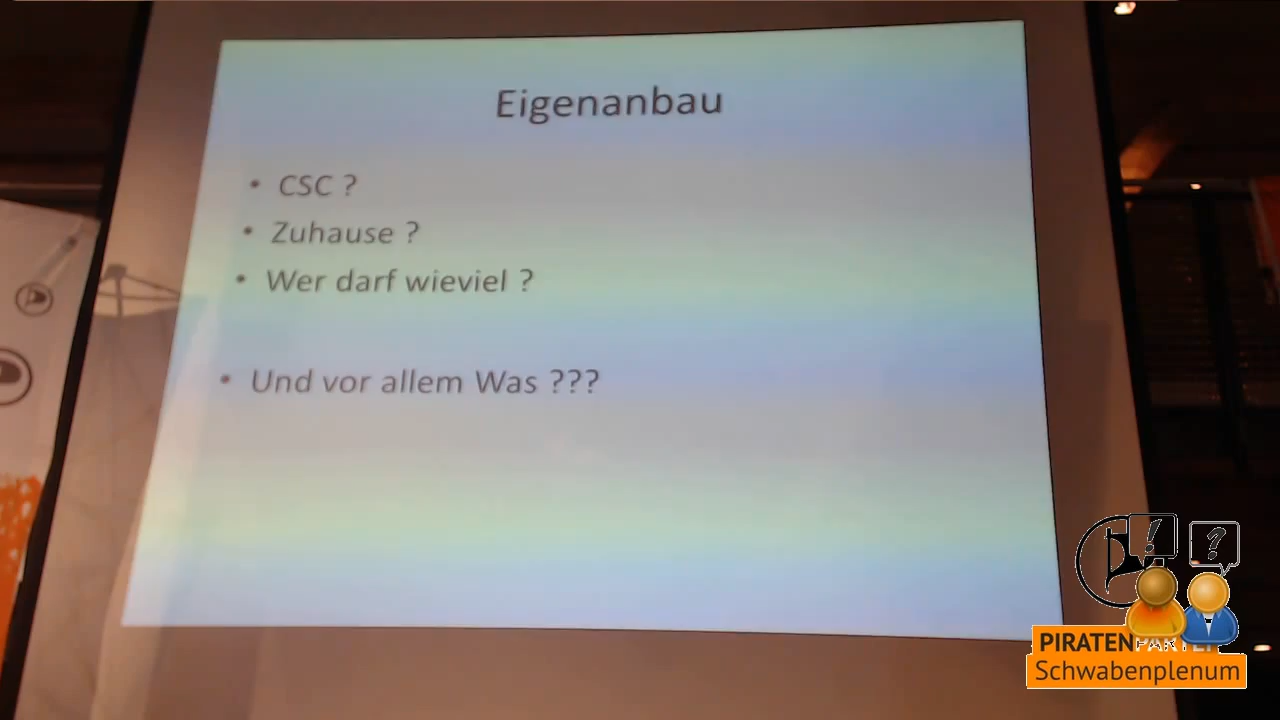 Eigenanbau
• CSC ?
• Zuhause ?
• Wer darf wieviel ?
• Und vor allem Was ???
! ?
PIRATENPARTEI
Schwabenplenum